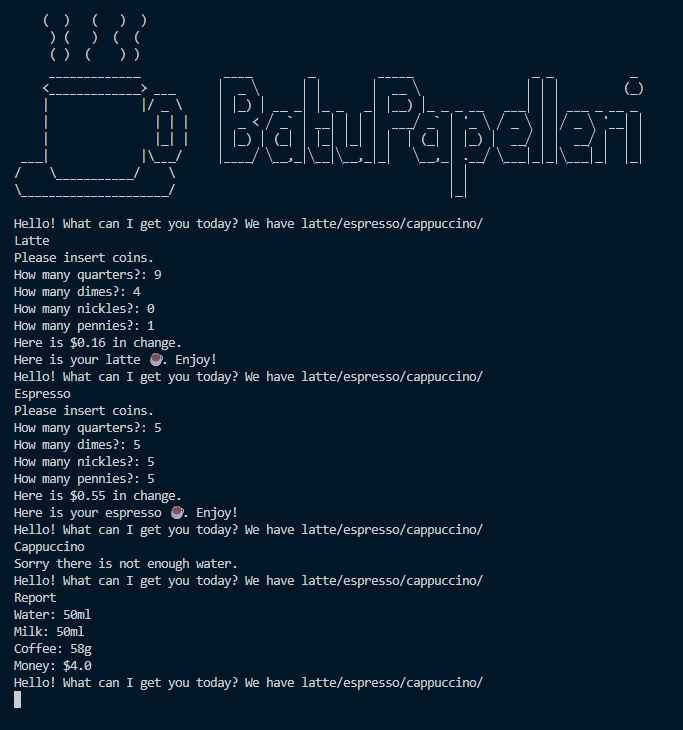 BatuPapelleri
Hello! What can I get you today? We have latte/espresso/cappuccino/
Latte
Please insert coins.
How many quarters?: 9
How many dimes?: 4
How many nickles?: 0
How many pennies?: 1
Here is $0.16 in change.
Here is your latte ☕. Enjoy!
Hello! What can I get you today? We have latte/espresso/cappuccino/
Espresso
Please insert coins.
How many quarters?: 5
How many dimes?: 5
How many nickles?: 5
How many pennies?: 5
Here is $0.55 in change.
Here is your espresso ☕. Enjoy!
Hello! What can I get you today? We have latte/espresso/cappuccino/
Cappuccino
Sorry there is not enough water.
Hello! What can I get you today? We have latte/espresso/cappuccino/
Report
Water: 50ml
Milk: 50ml
Coffee: 58g
Money: $4.0
Hello! What can I get you today? We have latte/espresso/cappuccino/